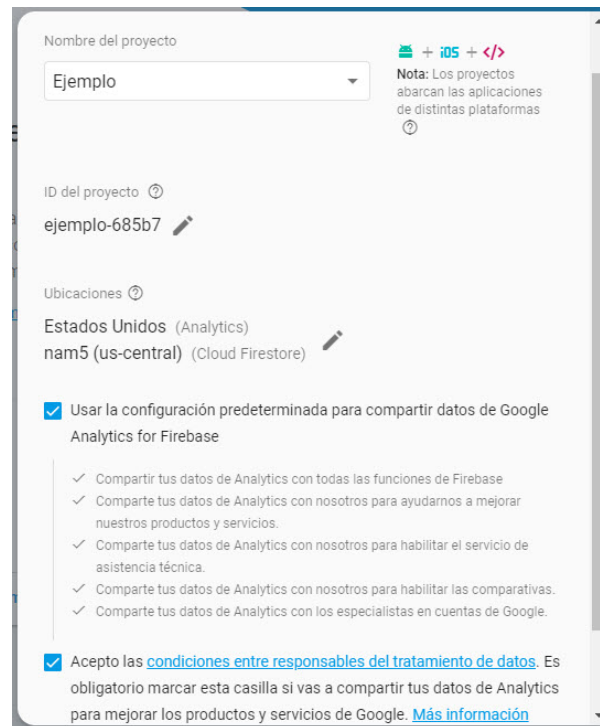 Nombre del proyecto
Ejemplo
+ iOS + </>
Nota: Los proyectos
abarcan las aplicaciones
de distintas plataformas
ID del proyecto
ejemplo-685b7
Ubicaciones
Estados Unidos (Analytics)
nam5 (us-central) (Cloud Firestore)
Usar la configuración predeterminada para compartir datos de Google
Analytics for Firebase
Compartir tus datos de Analytics con todas las funciones de Firebase
Comparte tus datos de Analytics con nosotros para ayudarnos a mejorar
nuestros productos y servicios.
Comparte tus datos de Analytics con nosotros para habilitar el servicio de
asistencia técnica.
Comparte tus datos de Analytics con nosotros para habilitar las comparativas.
Comparte tus datos de Analytics con los especialistas en cuentas de Google.
Acepto las condiciones entre responsables del tratamiento de datos. Es
obligatorio marcar esta casilla si vas a compartir tus datos de Analytics
para mejorar los productos y servicios de Google. Más información